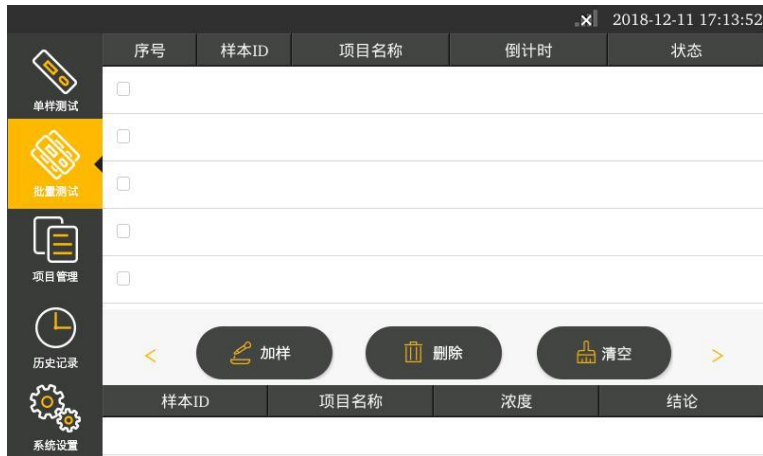 2018-12-11 17:13:52
序号 样本ID 项目名称 倒计时 状态
单样测试
批量测试
项目管理
历史记录
系统设置
< 加样 删除 清空 >
样本ID 项目名称 浓度 结论